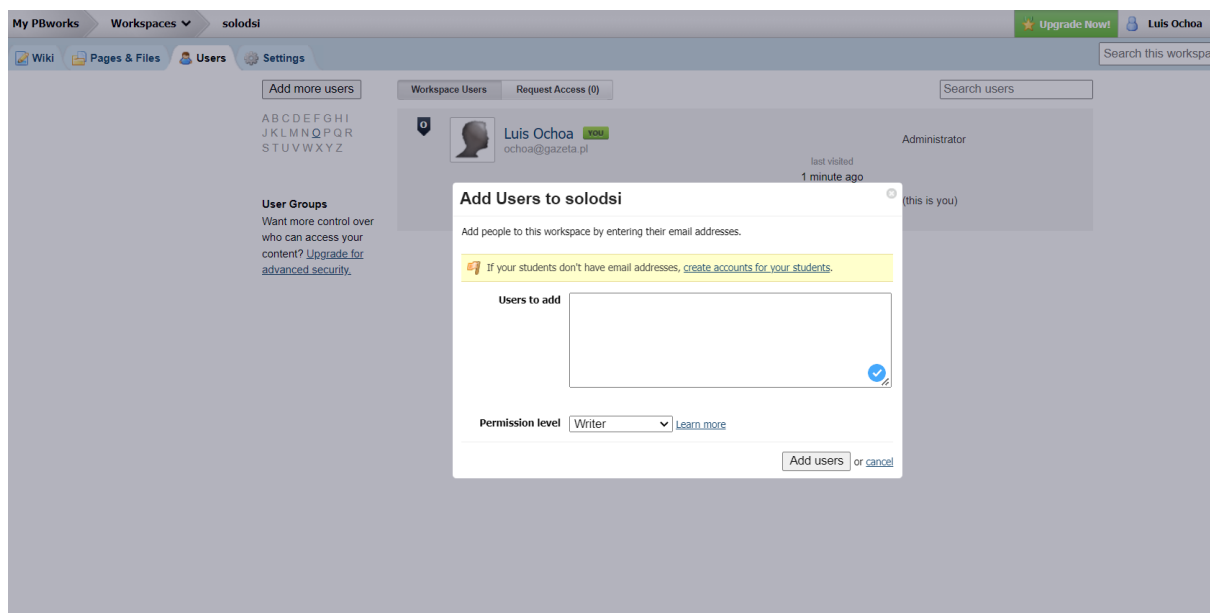 My PBworks Workspaces solodsi Upgrade Now! Luis Ochoa
Wiki Pages & Files Users Settings Search this workspa
Add more users Workspace Users Request Access (0) Search users
A B C D E F G H I
J K L M N O P Q R
S T U V W X Y Z
O
Luis Ochoa YOU
ochoa@gazeta.pl
Administrator
last visited
1 minute ago
(this is you)
User Groups
Want more control over
who can access your
content? Upgrade for
advanced security.
Add Users to solodsi
Add people to this workspace by entering their email addresses.
If your students don't have email addresses, create accounts for your students.
Users to add
Permission level Writer Learn more
Add users or cancel